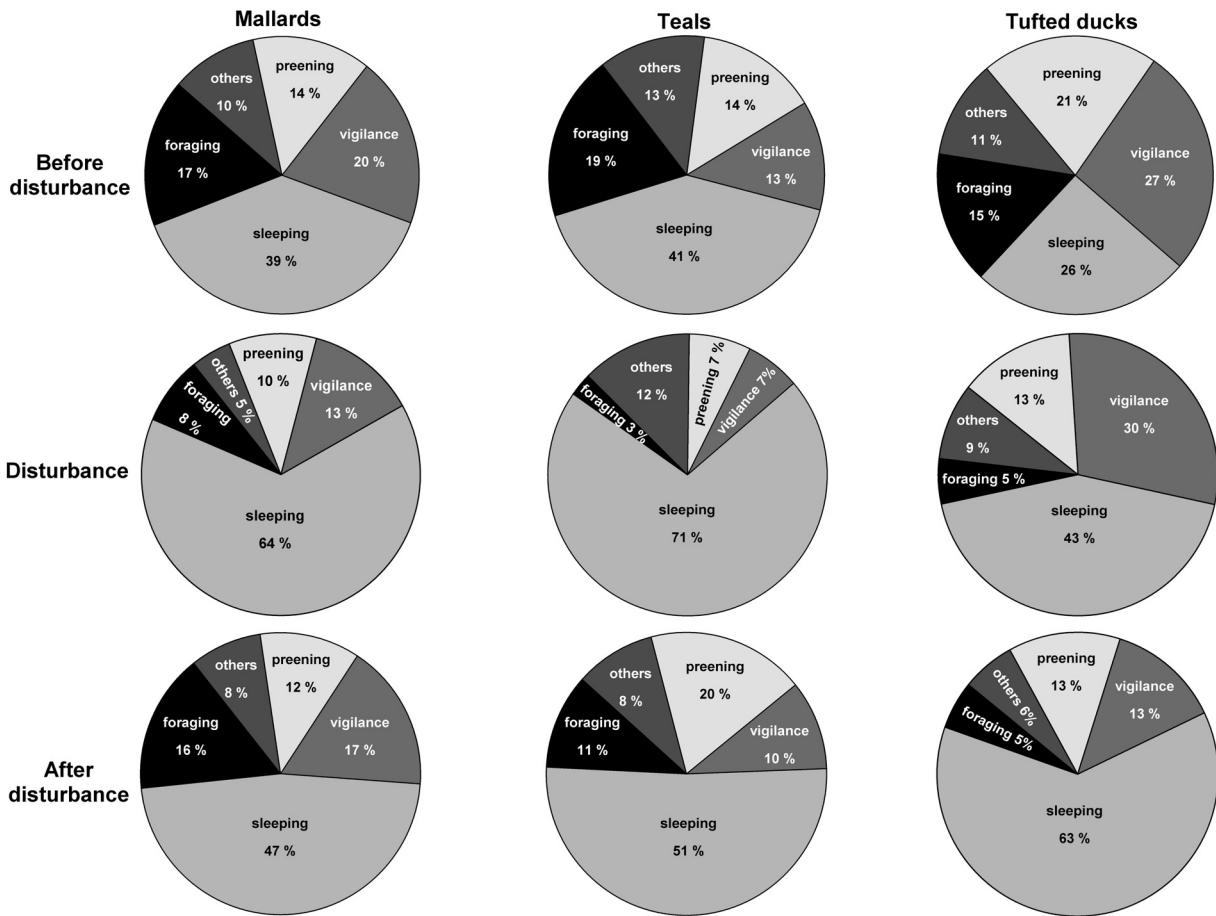 Mallards
Teals
Tufted ducks
Before
disturbance
preening
14 %
vigilance
20 %
sleeping
39 %
foraging
17 %
others
10 %
preening
14 %
vigilance
13 %
sleeping
41 %
foraging
19 %
others
13 %
preening
21 %
vigilance
27 %
sleeping
26 %
foraging
15 %
others
11 %
Disturbance
preening
10 %
vigilance
13 %
sleeping
64 %
foraging
8 %
others 5 %
preening 7 %
vigilance 7%
sleeping
71 %
foraging 3 %
others
12 %
preening
13 %
vigilance
30 %
sleeping
43 %
foraging 5 %
others
9 %
After
disturbance
preening
12 %
vigilance
17 %
sleeping
47 %
foraging
16 %
others
8 %
preening
20 %
vigilance
10 %
sleeping
51 %
foraging
11 %
others
8 %
preening
13 %
vigilance
13 %
sleeping
63 %
foraging 5%
others 6%